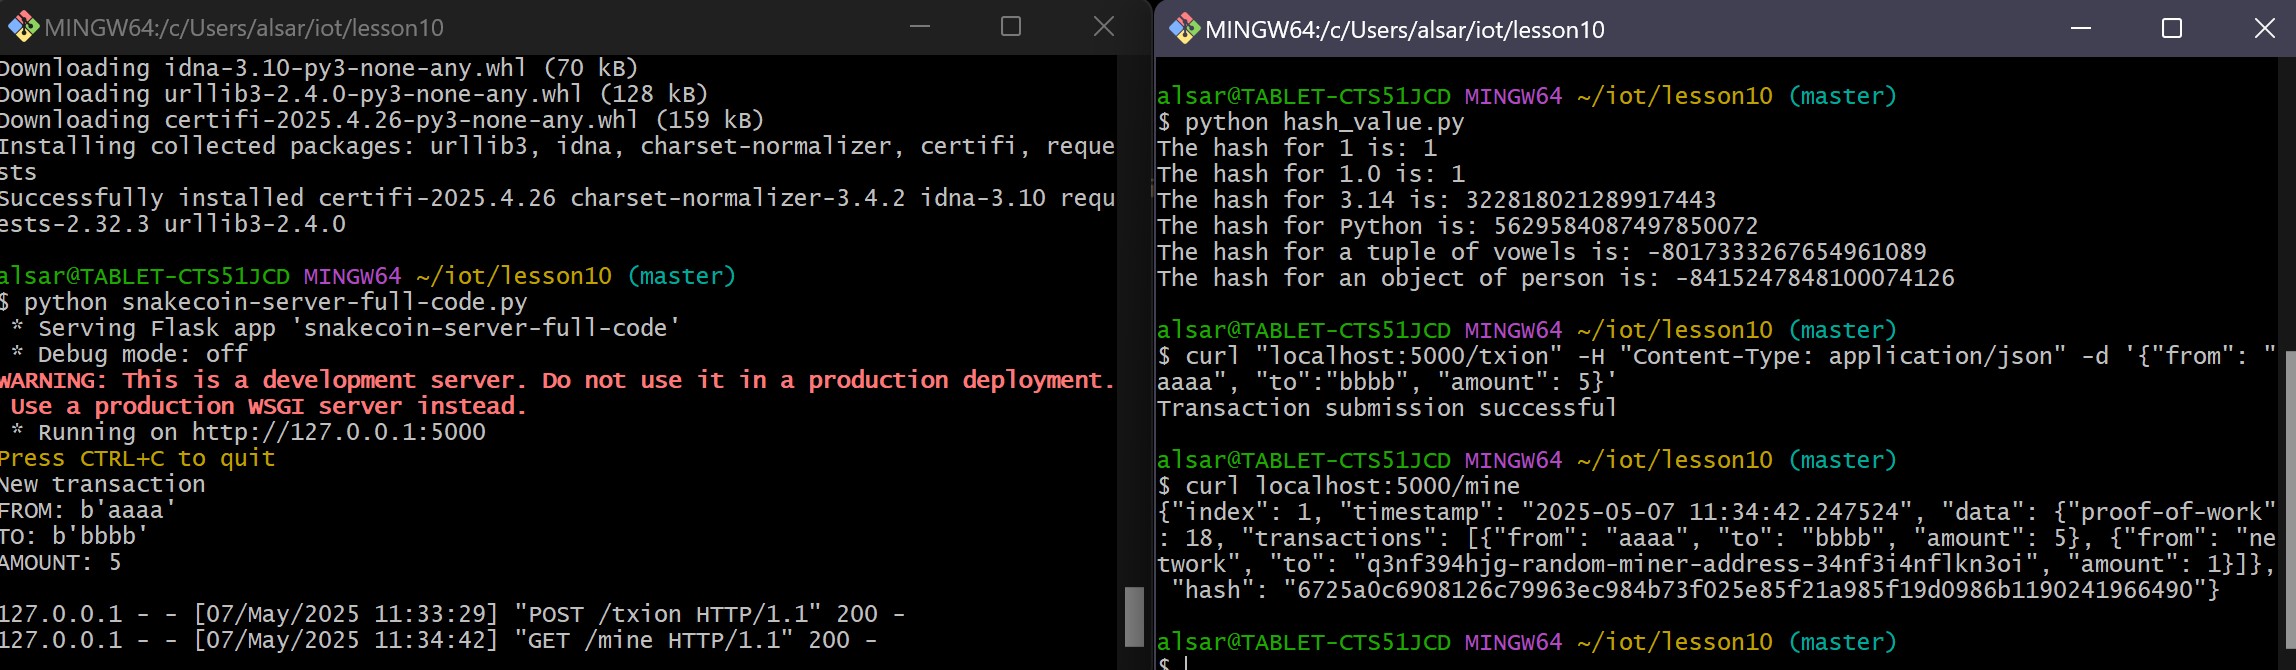 MINGW64:/c/Users/alsar/iot/lesson10
Downloading idna-3.10-py3-none-any.whl (70 kB)
Downloading urllib3-2.4.0-py3-none-any.whl (128 kB)
Downloading certifi-2025.4.26-py3-none-any.whl (159 kB)
Installing collected packages: urllib3, idna, charset-normalizer, certifi, reque
sts
Successfully installed certifi-2025.4.26 charset-normalizer-3.4.2 idna-3.10 requ
ests-2.32.3 urllib3-2.4.0
alsar@TABLET-CTS51JCD MINGW64 ~/iot/lesson10 (master)
$ python snakecoin-server-full-code.py
* Serving Flask app 'snakecoin-server-full-code'
* Debug mode: off
WARNING: This is a development server. Do not use it in a production deployment.
Use a production WSGI server instead.
* Running on http://127.0.0.1:5000
Press CTRL+C to quit
New transaction
FROM: b'aaaa'
TO: b'bbbb'
AMOUNT: 5
127.0.0.1 - - [07/May/2025 11:33:29] "POST /txion HTTP/1.1" 200 -
127.0.0.1 - - [07/May/2025 11:34:42] "GET /mine HTTP/1.1" 200 -
MINGW64:/c/Users/alsar/iot/lesson10
alsar@TABLET-CTS51JCD MINGW64 ~/iot/lesson10 (master)
$ python hash_value.py
The hash for 1 is: 1
The hash for 1.0 is: 1
The hash for 3.14 is: 322818021289917443
The hash for Python is: 5629584087497850072
The hash for a tuple of vowels is: -8017333267654961089
The hash for an object of person is: -8415247848100074126
alsar@TABLET-CTS51JCD MINGW64 ~/iot/lesson10 (master)
$ curl "localhost:5000/txion" -H "Content-Type: application/json" -d '{"from": "
aaaa", "to":"bbbb", "amount": 5}'
Transaction submission successful
alsar@TABLET-CTS51JCD MINGW64 ~/iot/lesson10 (master)
$ curl localhost:5000/mine
{"index": 1, "timestamp": "2025-05-07 11:34:42.247524", "data": {"proof-of-work"
: 18, "transactions": [{"from": "aaaa", "to": "bbbb", "amount": 5}, {"from": "ne
twork", "to": "q3nf394hjg-random-miner-address-34nf3i4nflkn3oi", "amount": 1}]},
"hash": "6725a0c6908126c79963ec984b73f025e85f21a985f19d0986b1190241966490"}
alsar@TABLET-CTS51JCD MINGW64 ~/iot/lesson10 (master)
$